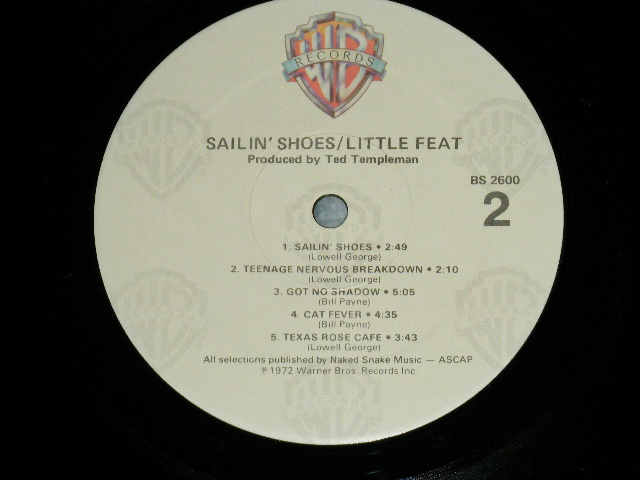 RECORDS
SAILIN' SHOES/LITTLE FEAT
Produced by Ted Templeman
BS 2600
2
1. SAILIN' SHOES • 2:49
(Lowell George)
2. TEENAGE NERVOUS BREAKDOWN • 2:10
(Lowell George)
3. GOT NO SHADOW • 5:05
(Bill Payne)
4. CAT FEVER • 4:35
(Bill Payne)
5. TEXAS ROSE CAFE • 3:43
(Lowell George)
All selections published by Naked Snake Music — ASCAP
℗ 1972 Warner Bros. Records Inc.